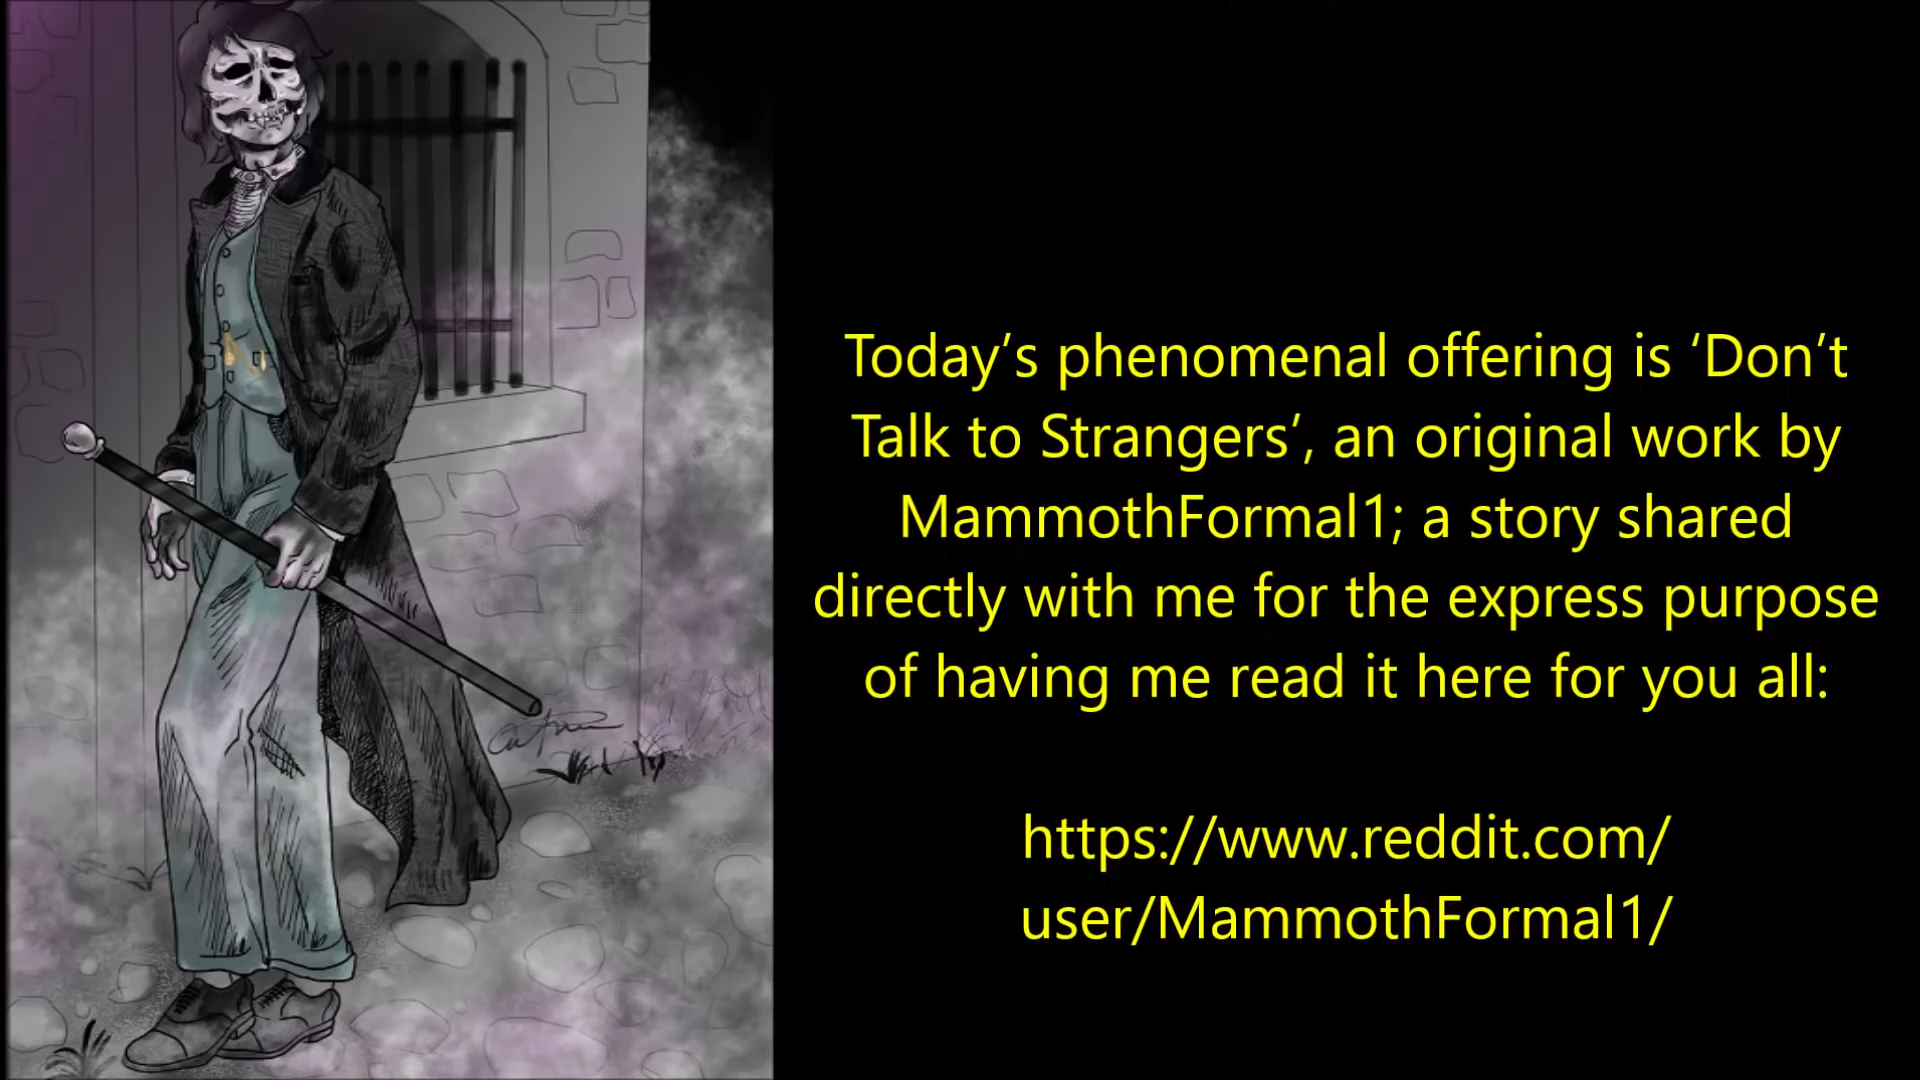 Today’s phenomenal offering is ‘Don’t
Talk to Strangers’, an original work by
MammothFormal1; a story shared
directly with me for the express purpose
of having me read it here for you all:
https://www.reddit.com/
user/MammothFormal1/